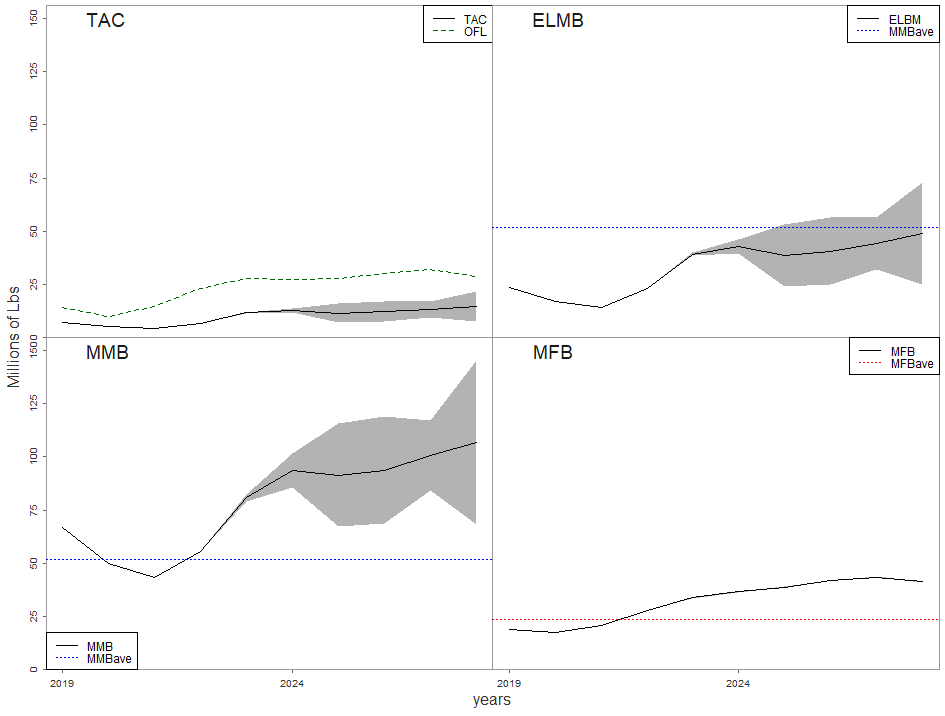 TAC
TAC
OFL
ELMB
ELBM
MMBave
150
125
100
75
50
25
0
Millions of Lbs
MMB
MMB
MMBave
MFB
MFB
MFBave
150
125
100
75
50
25
0
2019
2024
2019
2024
years